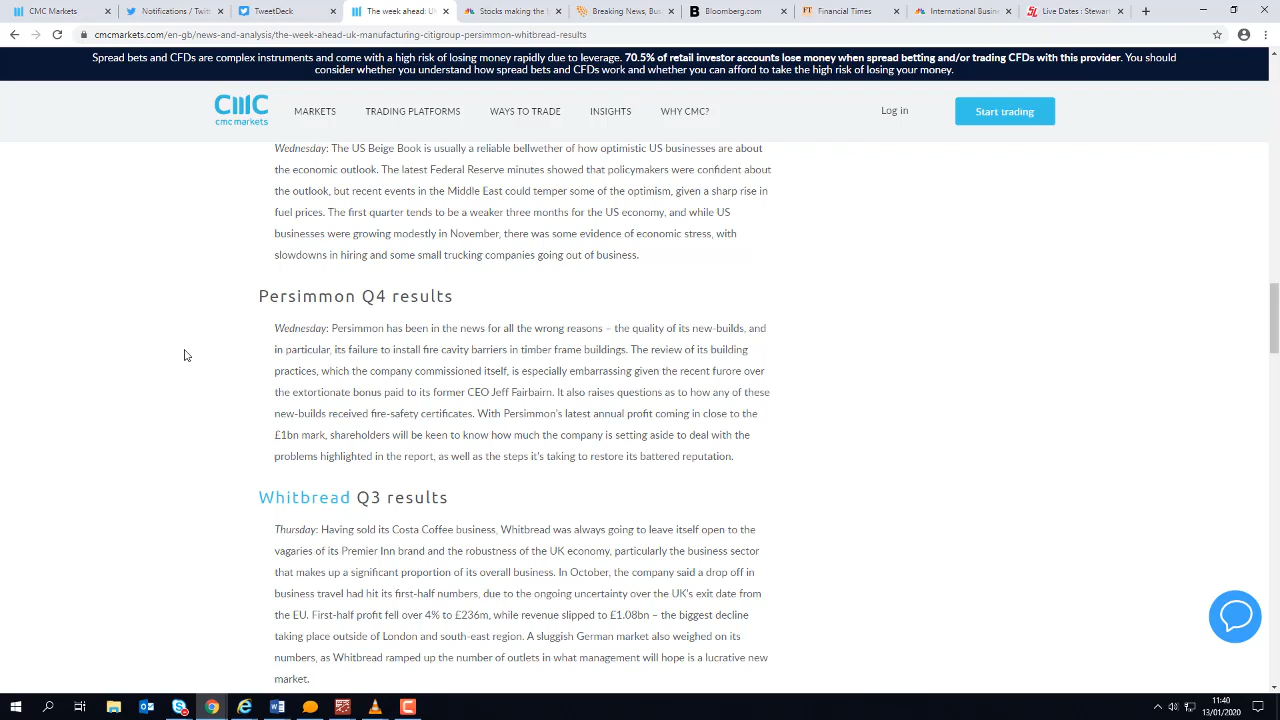 CMC Markets
Notifications / Twitt
TweetDeck
The week ahead: U
Stocks making the
Breaking News, Bus
Bloomberg.com
Financial Times
International Busin
Live Dates : Stewart
cmcmarkets.com/en-gb/news-and-analysis/the-week-ahead-uk-manufacturing-citigroup-persimmon-whitbread-results
Spread bets and CFDs are complex instruments and come with a high risk of losing money rapidly due to leverage. 70.5% of retail investor accounts lose money when spread betting and/or trading CFDs with this provider. You should
consider whether you understand how spread bets and CFDs work and whether you can afford to take the high risk of losing your money.
cmc markets
MARKETS TRADING PLATFORMS WAYS TO TRADE INSIGHTS WHY CMC? Log in Start trading
Wednesday: The US Beige Book is usually a reliable bellwether of how optimistic US businesses are about
the economic outlook. The latest Federal Reserve minutes showed that policymakers were confident about
the outlook, but recent events in the Middle East could temper some of the optimism, given a sharp rise in
fuel prices. The first quarter tends to be a weaker three months for the US economy, and while US
businesses were growing modestly in November, there was some evidence of economic stress, with
slowdowns in hiring and some small trucking companies going out of business.
Persimmon Q4 results
Wednesday: Persimmon has been in the news for all the wrong reasons – the quality of its new-builds, and
in particular, its failure to install fire cavity barriers in timber frame buildings. The review of its building
practices, which the company commissioned itself, is especially embarrassing given the recent furore over
the extortionate bonus paid to its former CEO Jeff Fairbairn. It also raises questions as to how any of these
new-builds received fire-safety certificates. With Persimmon's latest annual profit coming in close to the
£1bn mark, shareholders will be keen to know how much the company is setting aside to deal with the
problems highlighted in the report, as well as the steps it's taking to restore its battered reputation.
Whitbread Q3 results
Thursday: Having sold its Costa Coffee business, Whitbread was always going to leave itself open to the
vagaries of its Premier Inn brand and the robustness of the UK economy, particularly the business sector
that makes up a significant proportion of its overall business. In October, the company said a drop off in
business travel had hit its first-half numbers, due to the ongoing uncertainty over the UK's exit date from
the EU. First-half profit fell over 4% to £236m, while revenue slipped to £1.08bn – the biggest decline
taking place outside of London and south-east region. A sluggish German market also weighed on its
numbers, as Whitbread ramped up the number of outlets in what management will hope is a lucrative new
market.
11:40
13/01/2020